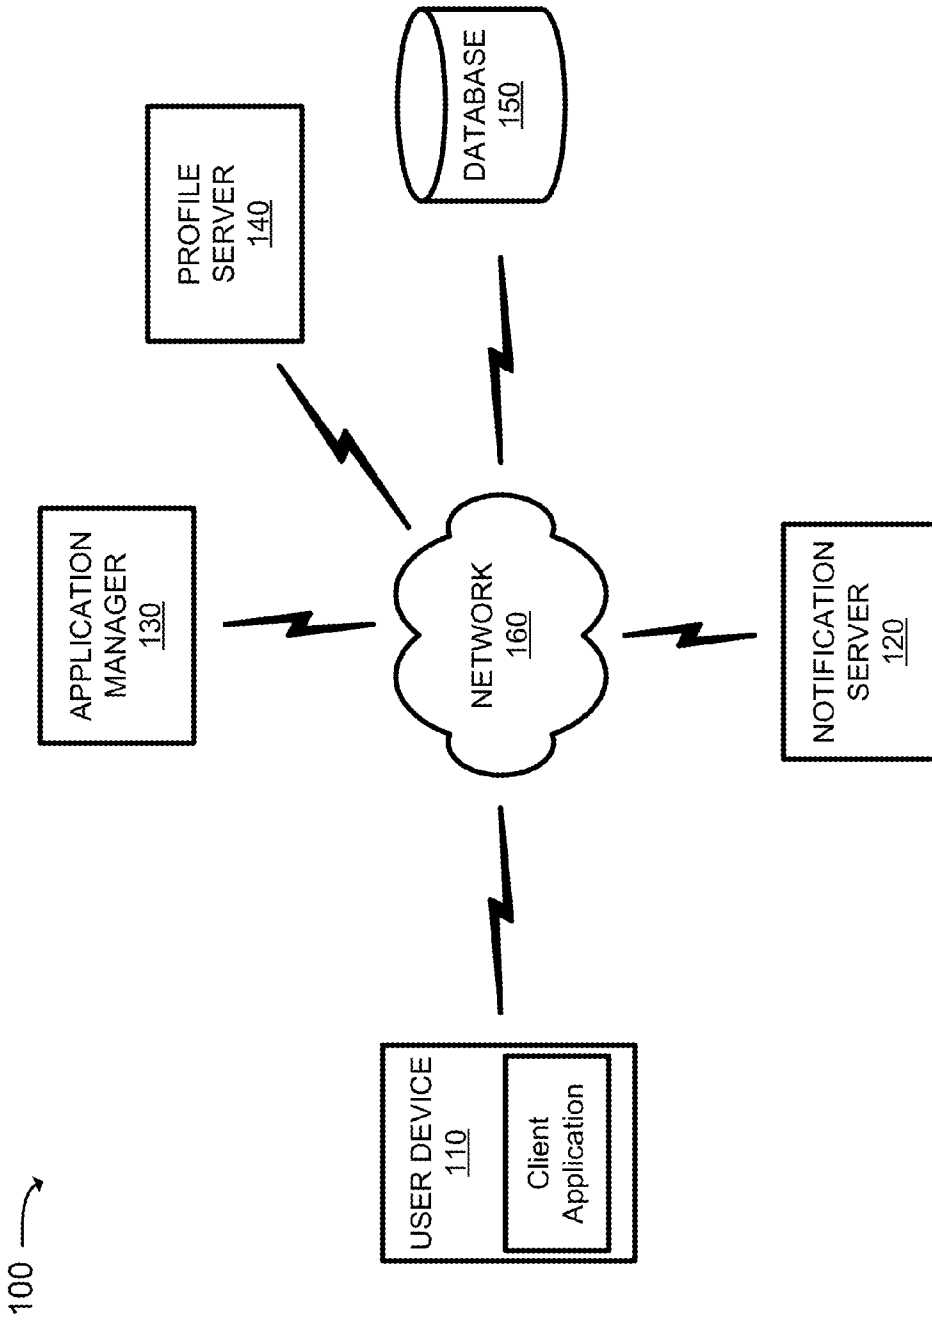 100
APPLICATION
MANAGER
130
PROFILE
SERVER
140
USER DEVICE
110
Client
Application
NETWORK
160
DATABASE
150
NOTIFICATION
SERVER
120